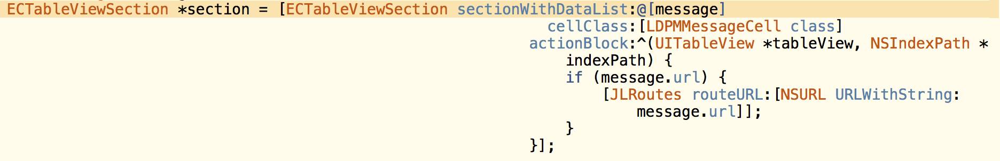 ECTableViewSection *section = [ECTableViewSection sectionWithDataList:@[message]
cellClass:[LDPMMessageCell class]
actionBlock:^(UITableView *tableView, NSIndexPath *
indexPath) {
if (message.url) {
[JLRoutes routeURL:[NSURL URLWithString:
message.url]];
}
}];